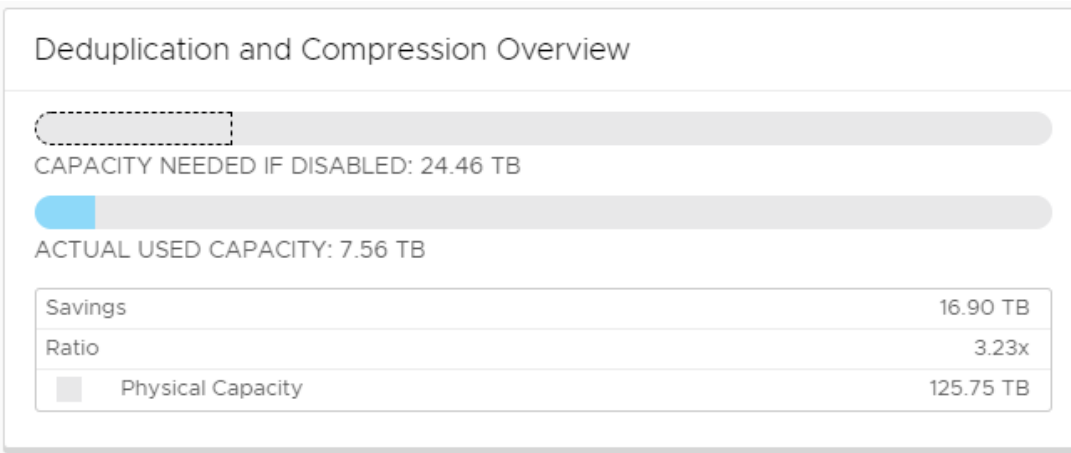 Deduplication and Compression Overview
CAPACITY NEEDED IF DISABLED: 24.46 TB
ACTUAL USED CAPACITY: 7.56 TB
Savings 16.90 TB
Ratio 3.23x
Physical Capacity 125.75 TB